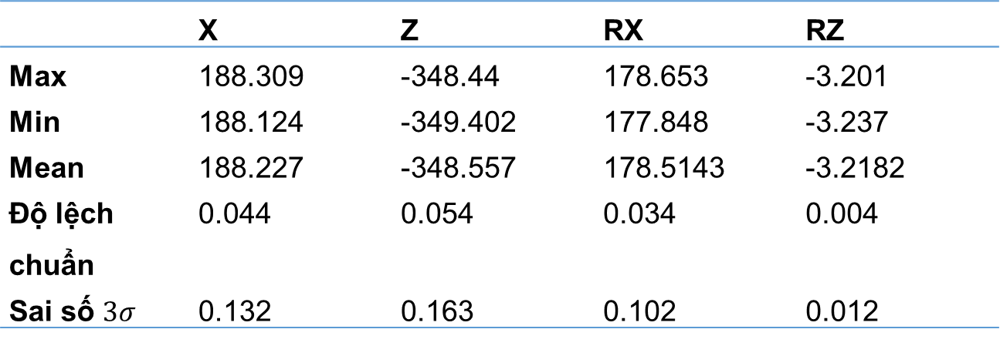 X Z RX RZ
Max 188.309 -348.44 178.653 -3.201
Min 188.124 -349.402 177.848 -3.237
Mean 188.227 -348.557 178.5143 -3.2182
Độ lệch 0.044 0.054 0.034 0.004
chuẩn
Sai số 3σ 0.132 0.163 0.102 0.012